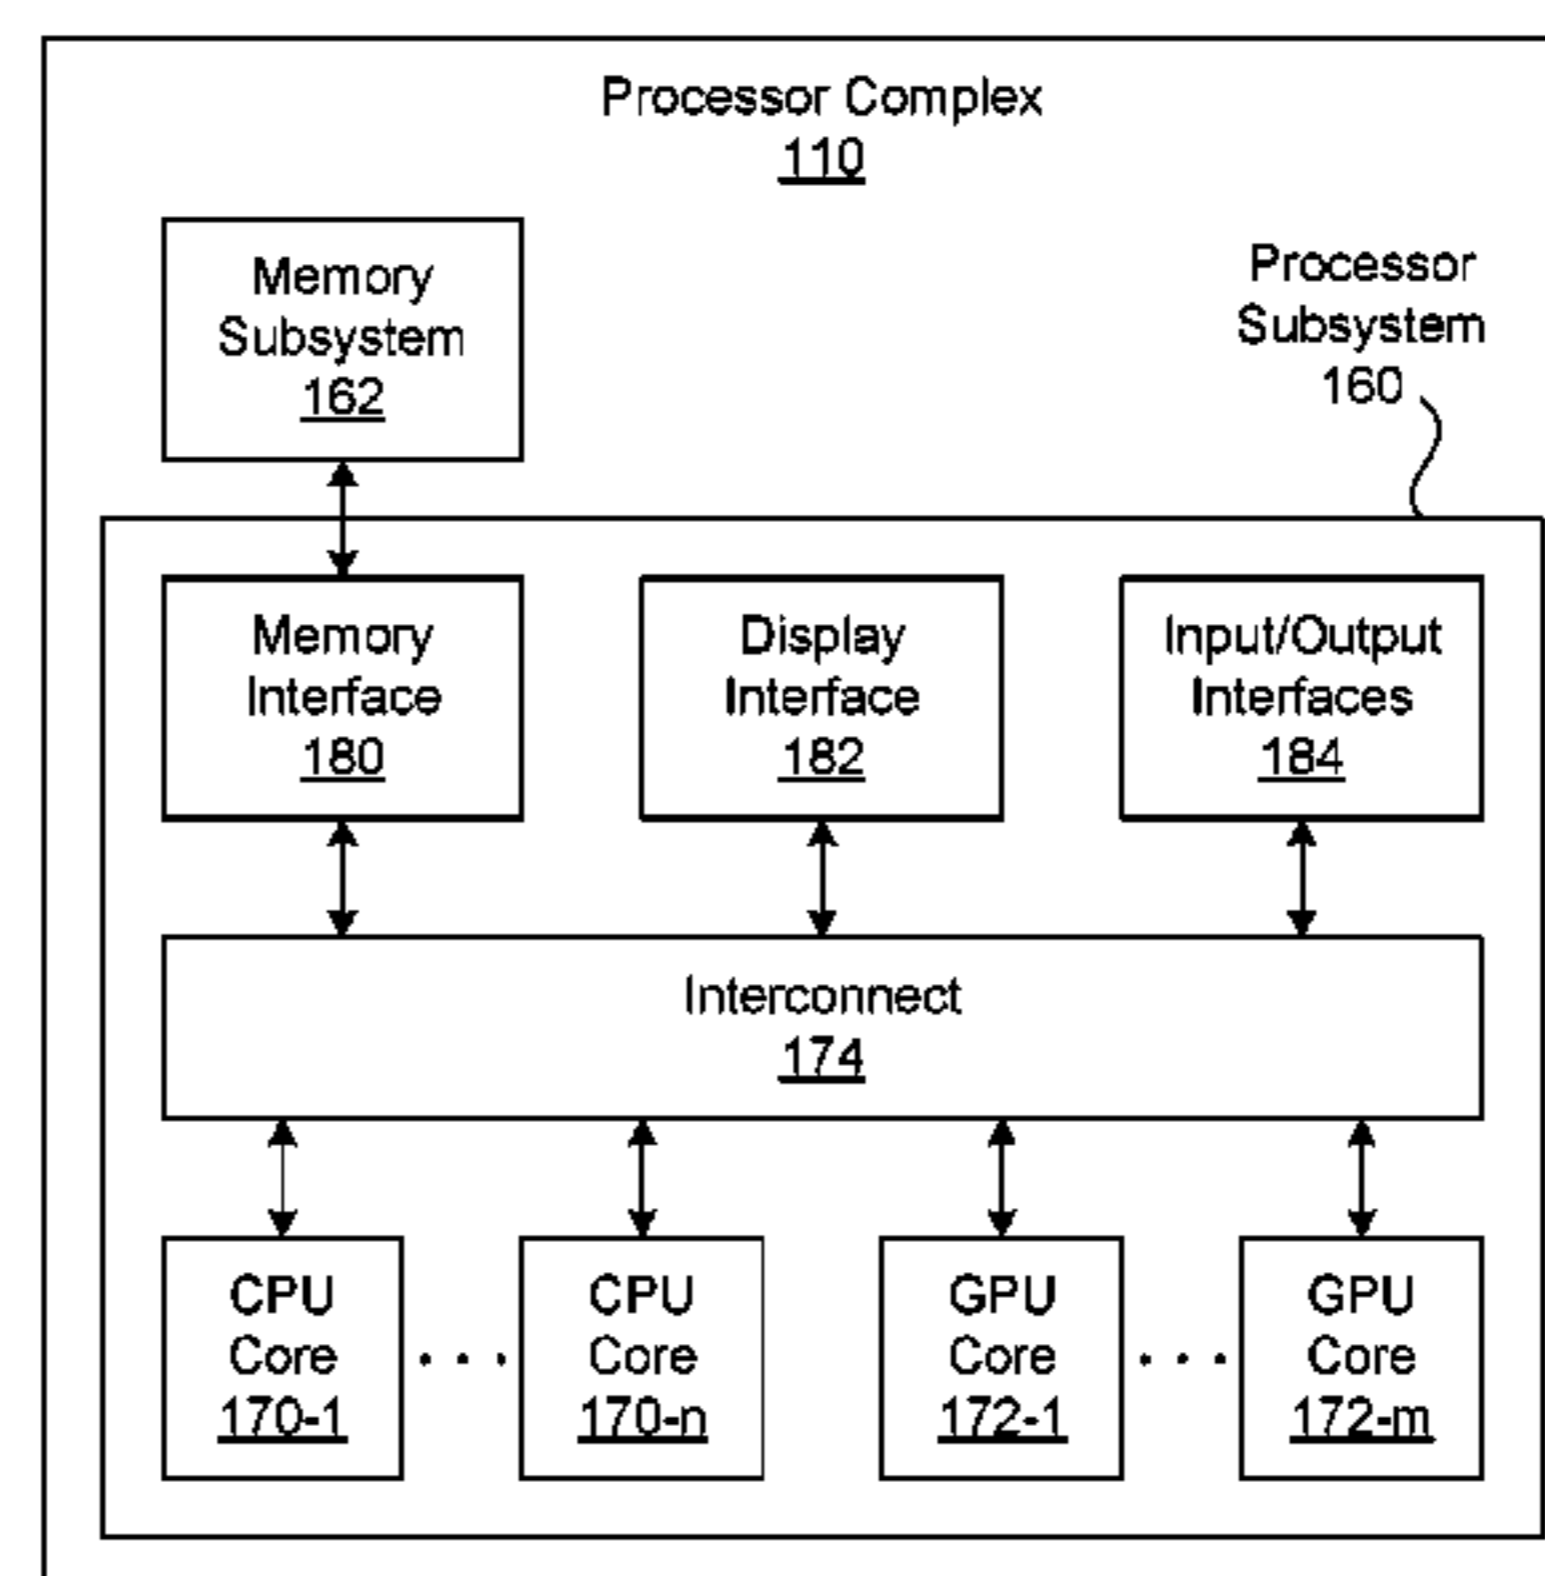 Processor Complex
110
Memory
Subsystem
162
Processor
Subsystem
160
Memory
Interface
180
Display
Interface
182
Input/Output
Interfaces
184
Interconnect
174
CPU
Core
170-1
. . .
CPU
Core
170-n
GPU
Core
172-1
. . .
GPU
Core
172-m